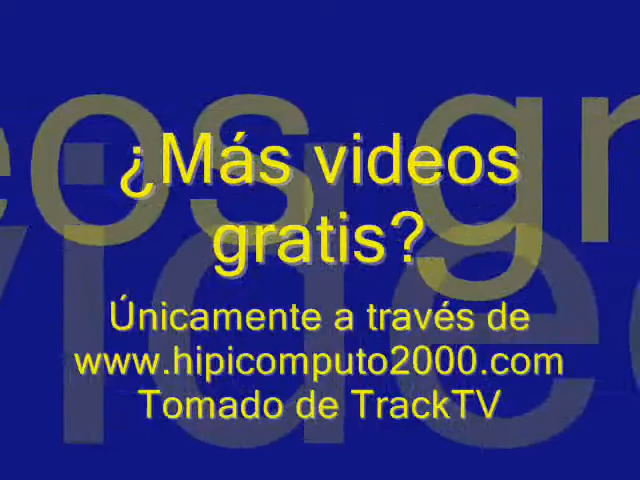 ¿Más videos
gratis?
Únicamente a través de
www.hipicomputo2000.com
Tomado de TrackTV